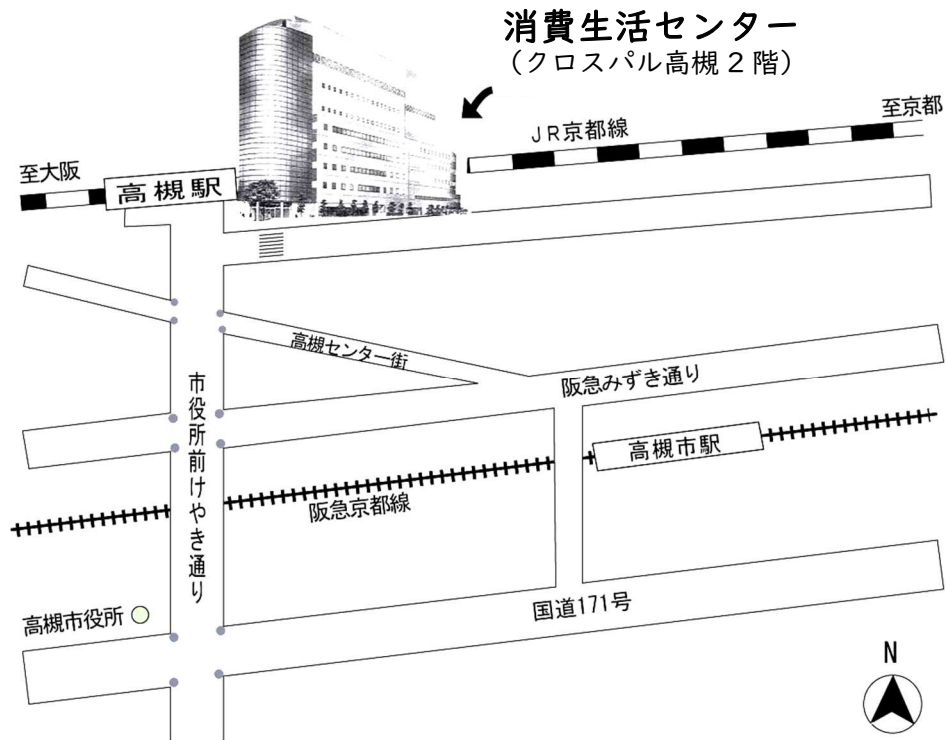 消費生活センター
（クロスパル高槻２階）
至京都
ＪＲ京都線
至大阪
高槻駅
高槻センター街
阪急みずき通り
市役所前けやき通り
高槻市駅
阪急京都線
高槻市役所
国道171号
N